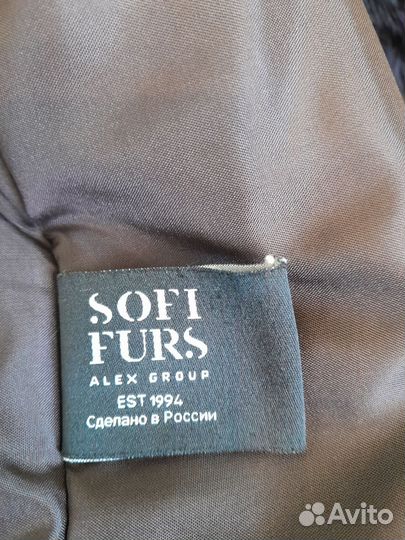 SOFI
FURS
ALEX GROUP
EST 1994
Сделано в России
Avito